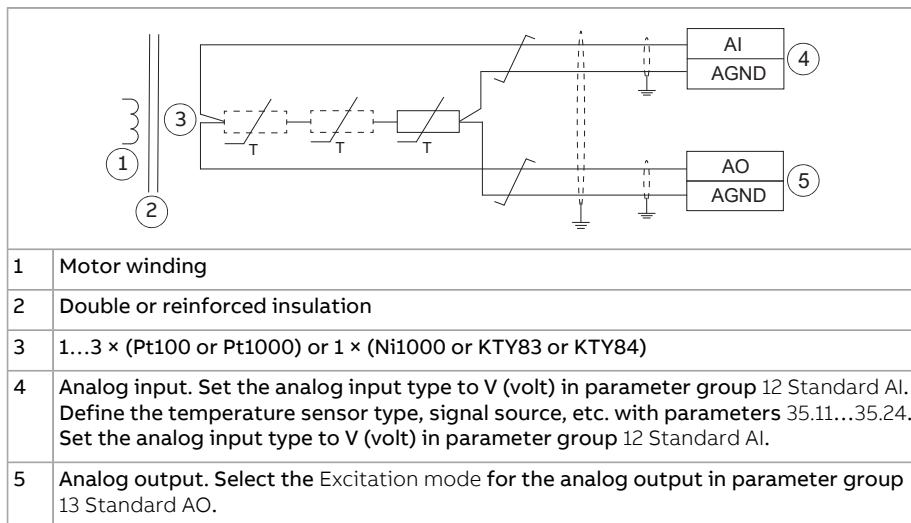 AI
AGND
4
3
T
T
T
1
AO
AGND
5
2
1 Motor winding
2 Double or reinforced insulation
3 1…3 × (Pt100 or Pt1000) or 1 × (Ni1000 or KTY83 or KTY84)
4 Analog input. Set the analog input type to V (volt) in parameter group 12 Standard AI.
Define the temperature sensor type, signal source, etc. with parameters 35.11…35.24.
Set the analog input type to V (volt) in parameter group 12 Standard AI.
5 Analog output. Select the Excitation mode for the analog output in parameter group
13 Standard AO.